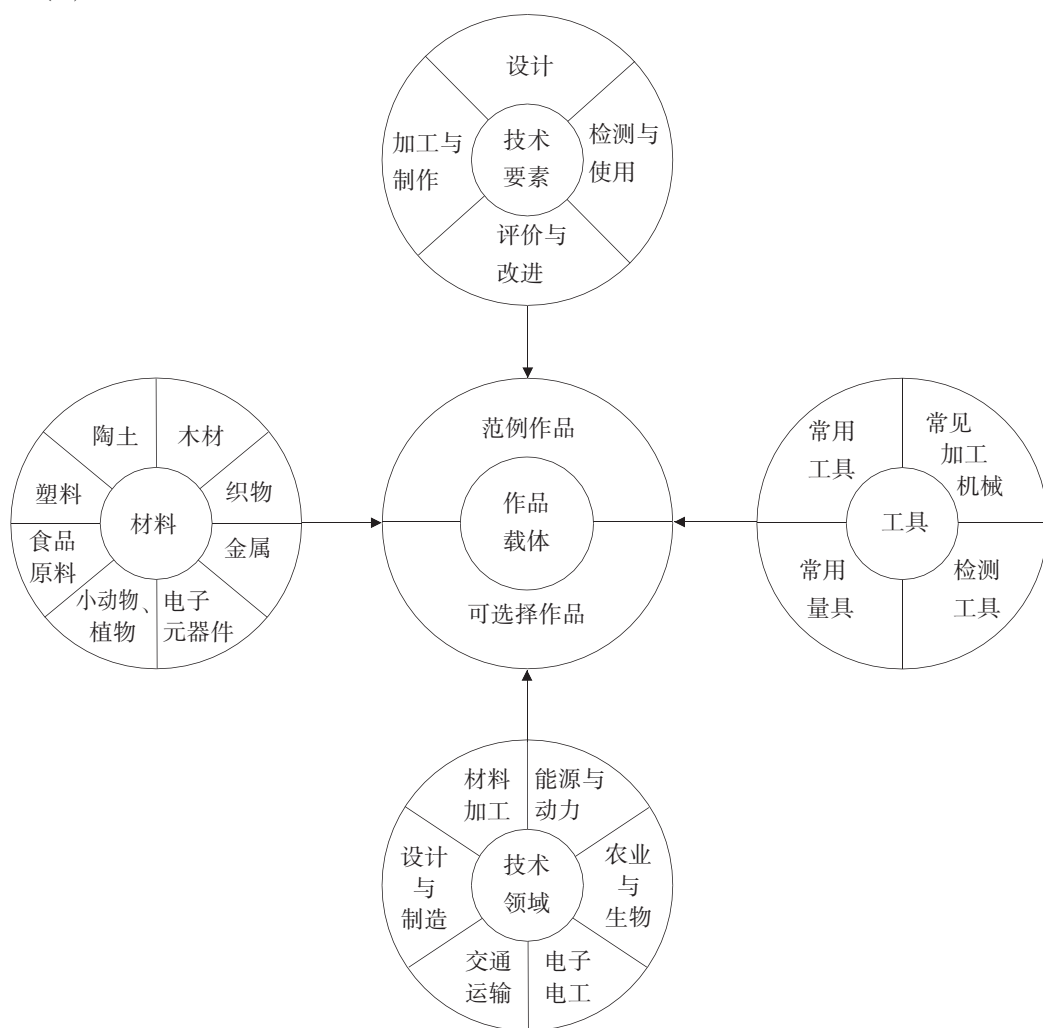 设计
加工与
制作
技术
要素
检测与
使用
评价与
改进
陶土
木材
塑料
织物
材料
食品
原料
金属
小动物、
植物
电子
元器件
范例作品
作品
载体
可选择作品
常用
工具
常见
加工
机械
工具
常用
量具
检测
工具
材料
加工
能源与
动力
设计
与
制造
技术
领域
农业
与
生物
交通
运输
电子
电工